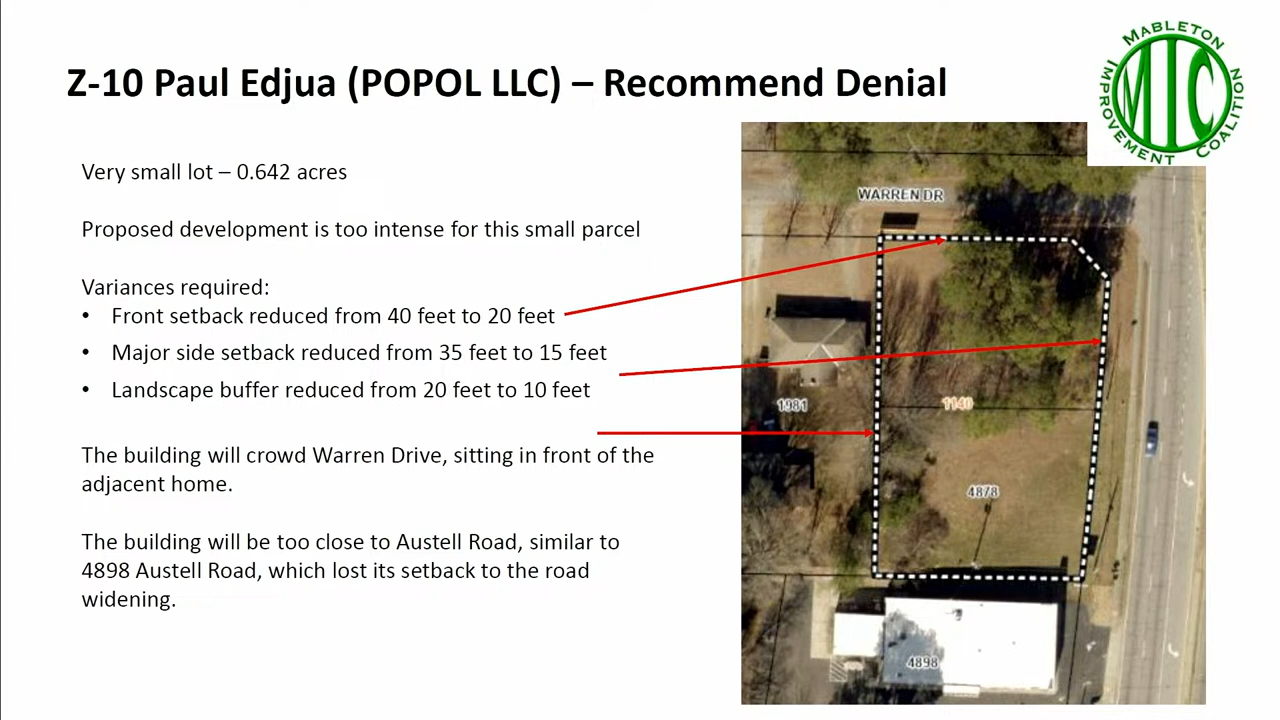 Z-10 Paul Edjua (POPOL LLC) – Recommend Denial
MABLETON
IMPROVEMENT
COALITION
MIC
Very small lot – 0.642 acres
Proposed development is too intense for this small parcel
Variances required:
• Front setback reduced from 40 feet to 20 feet
• Major side setback reduced from 35 feet to 15 feet
• Landscape buffer reduced from 20 feet to 10 feet
The building will crowd Warren Drive, sitting in front of the
adjacent home.
The building will be too close to Austell Road, similar to
4898 Austell Road, which lost its setback to the road
widening.
WARREN DR
1981
1140
4878
4898